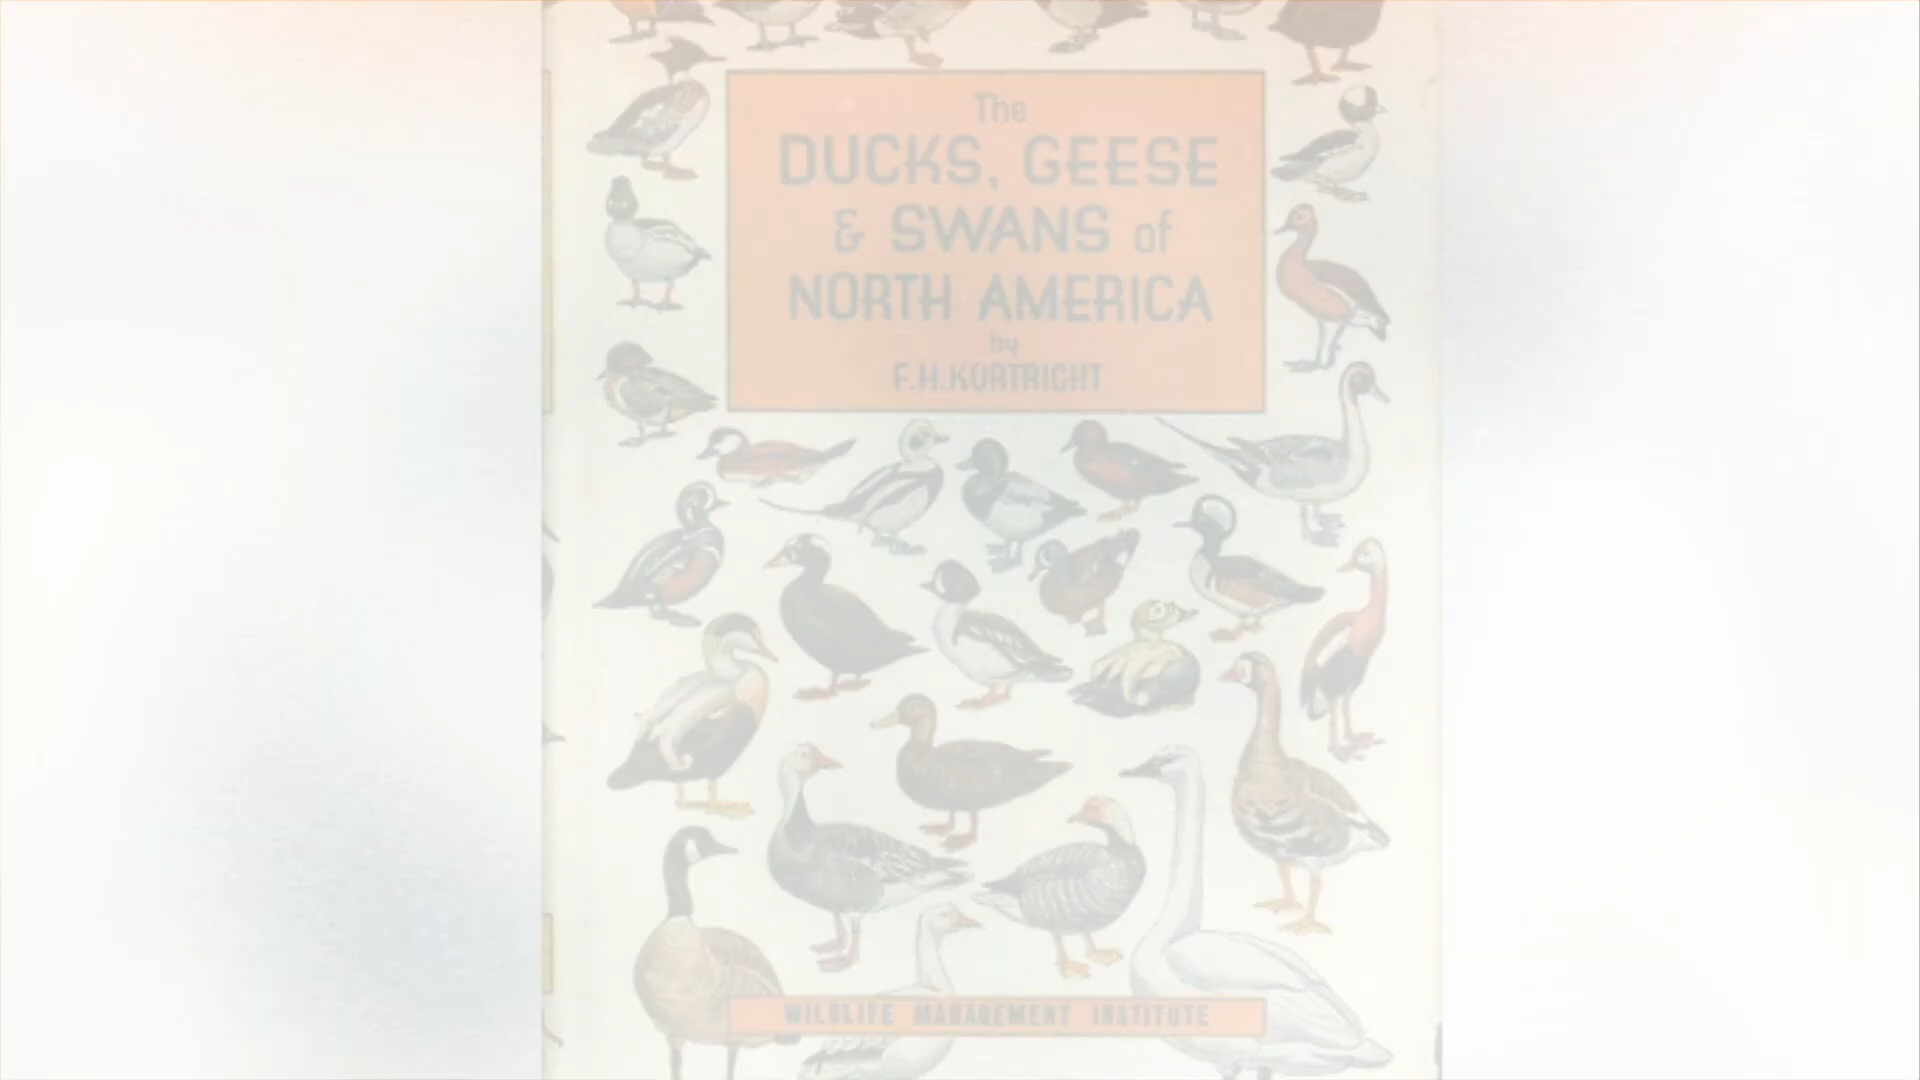 The
DUCKS, GEESE
& SWANS of
NORTH AMERICA
by
F.H. KORTRIGHT
WILDLIFE MANAGEMENT INSTITUTE